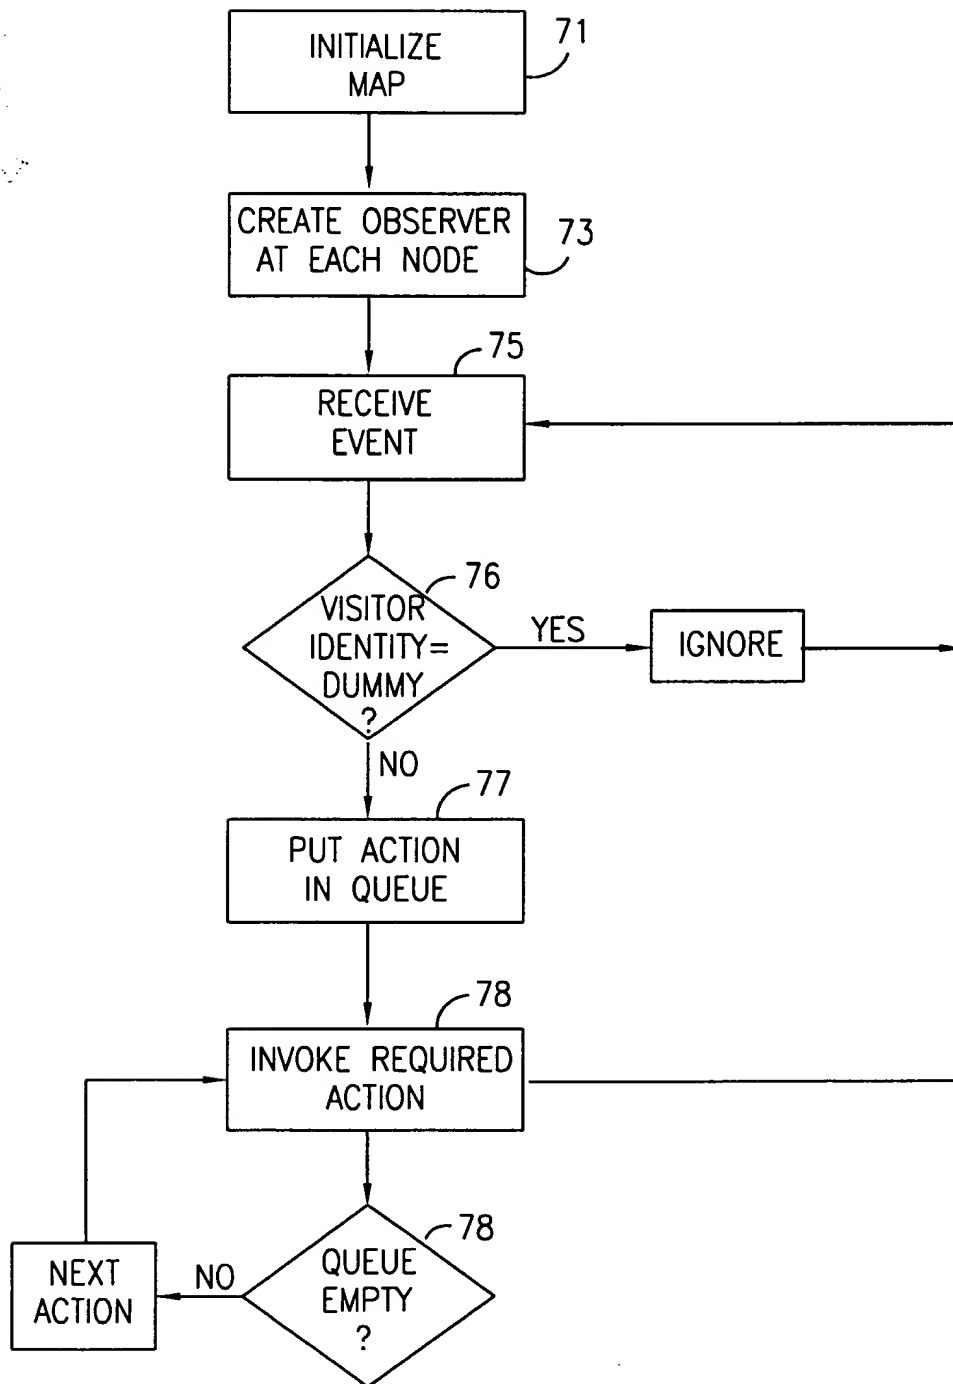 INITIALIZE
MAP
71
CREATE OBSERVER
AT EACH NODE
73
75
RECEIVE
EVENT
76
VISITOR
IDENTITY=
DUMMY
?
YES
IGNORE
NO
77
PUT ACTION
IN QUEUE
78
INVOKE REQUIRED
ACTION
78
QUEUE
EMPTY
?
NO
NEXT
ACTION